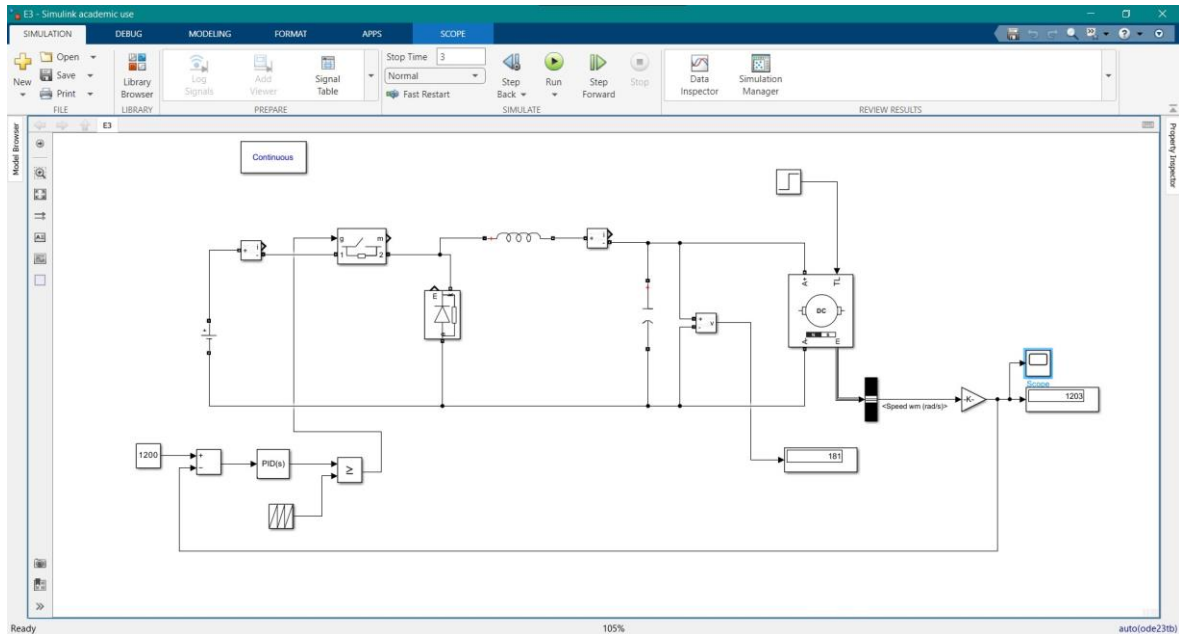 E3 - Simulink academic use
SIMULATION DEBUG MODELING FORMAT APPS SCOPE
New
Open
Save
Print
FILE
Library Browser
LIBRARY
Log Signals
Add Viewer
Signal Table
PREPARE
Stop Time 3
Normal
Fast Restart
Step Back
Run
Step Forward
Stop
SIMULATE
Data Inspector
Simulation Manager
REVIEW RESULTS
Model Browser
E3
Property Inspector
Continuous
+ i -
g m
1 2
+ i -
E
A+ TL
DC
A- E
+ v -
<Speed wm (rad/s)>
-K-
Scope
1203
1200
+
-
PID(s)
≥
181
Ready
105%
auto(ode23tb)